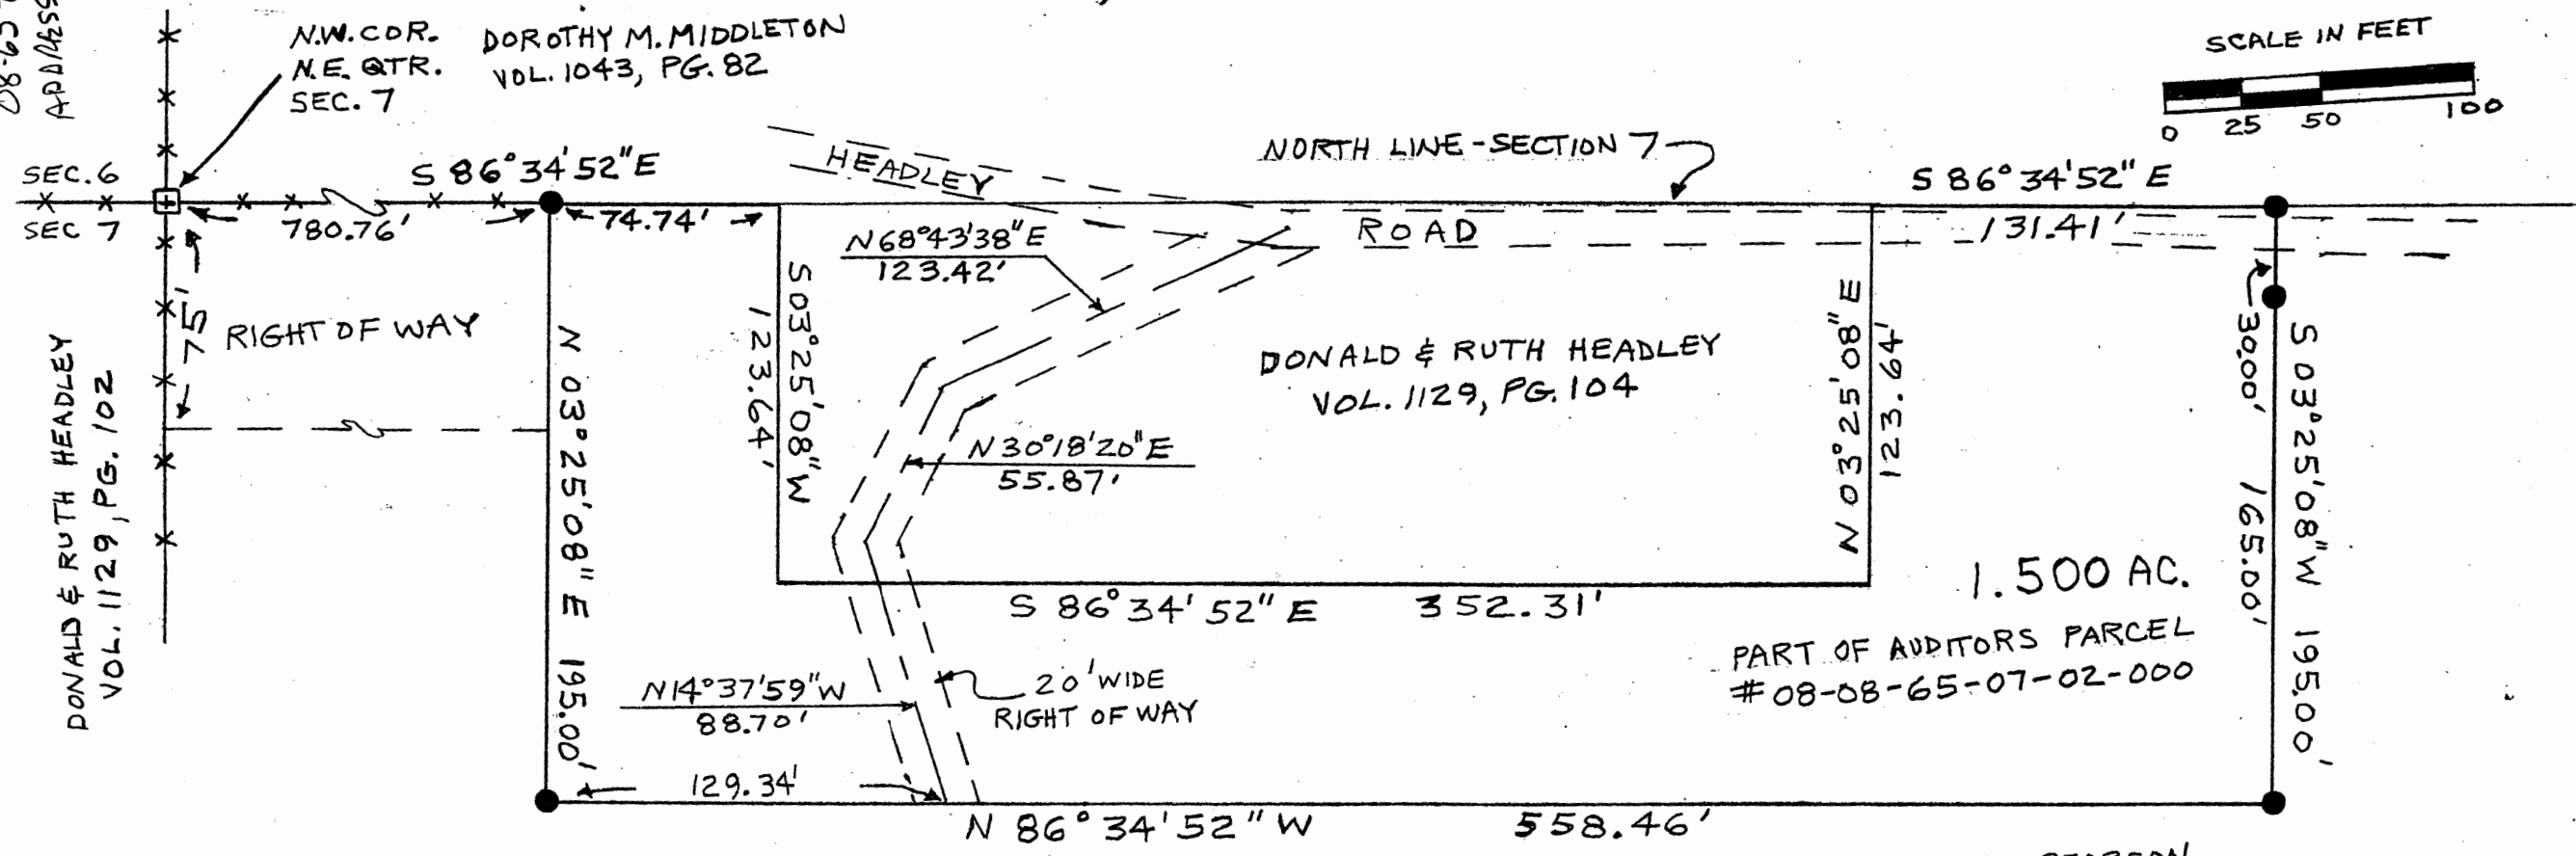 08-65
ADDRESS
N.W. COR.
N.E. QTR.
SEC. 7
DOROTHY M. MIDDLETON
VOL. 1043, PG. 82
SCALE IN FEET
0 25 50 100
NORTH LINE - SECTION 7
SEC. 6
SEC 7
S 86°34'52" E
780.76'
74.74'
HEADLEY
ROAD
S 86°34'52" E
131.41'
N68°43'38"E
123.42'
75'
RIGHT OF WAY
DONALD & RUTH HEADLEY
VOL. 1129, PG. 102
N 03°25'08" E 195.00'
S 03°25'08" W
123.64'
DONALD & RUTH HEADLEY
VOL. 1129, PG. 104
N 03°25'08" E
123.64'
30.00'
165.00'
S 03°25'08" W 195.00'
N30°18'20"E
55.87'
S 86°34'52" E 352.31'
1.500 AC.
PART OF AUDITORS PARCEL
#08-08-65-07-02-000
N14°37'59"W
88.70'
20' WIDE
RIGHT OF WAY
129.34'
N 86°34'52" W 558.46'